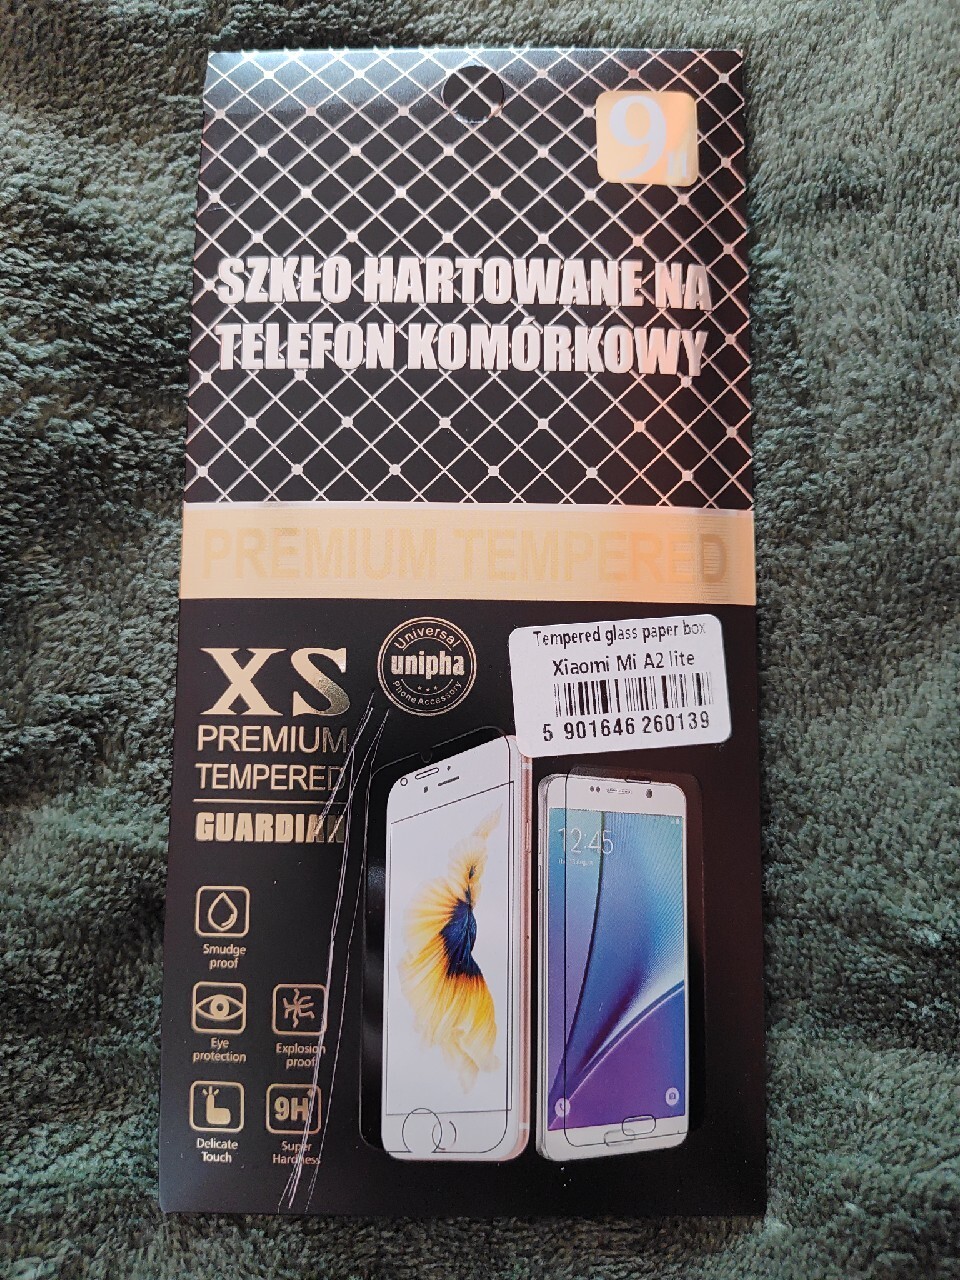 9H
SZKŁO HARTOWANE NA
TELEFON KOMÓRKOWY
PREMIUM TEMPERED
XS
PREMIUM
TEMPERED
GUARDIAN
Universal
unipha
Phone Accessory
Tempered glass paper box
Xiaomi Mi A2 lite
5 901646 260139
12:45
Smudge
proof
Eye
protection
Explosion
proof
Delicate
Touch
9H
Super
Hardness